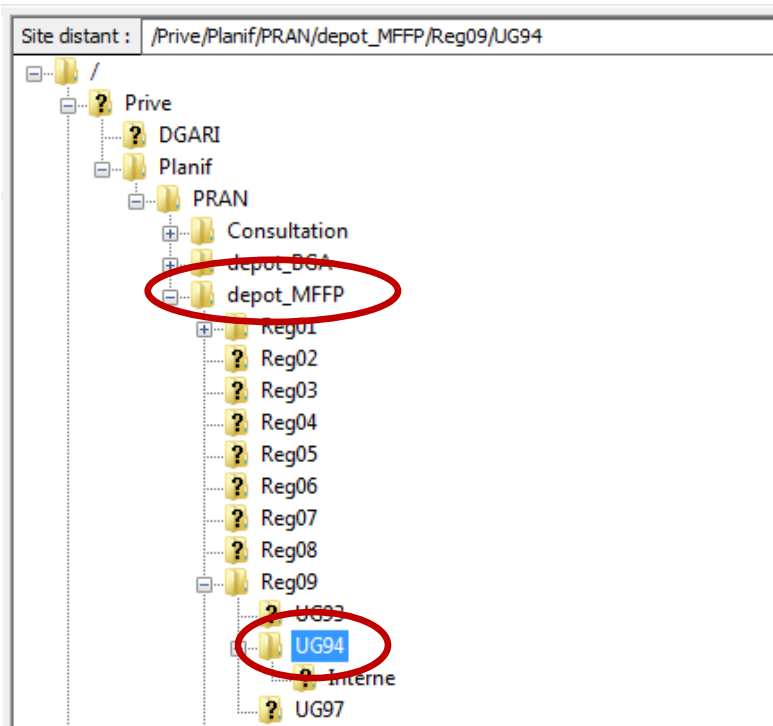 Site distant : /Prive/Planif/PRAN/depot_MFFP/Reg09/UG94
/
Prive
DGARI
Planif
PRAN
Consultation
depot_BGA
depot_MFFP
Reg01
Reg02
Reg03
Reg04
Reg05
Reg06
Reg07
Reg08
Reg09
UG93
UG94
Interne
UG97